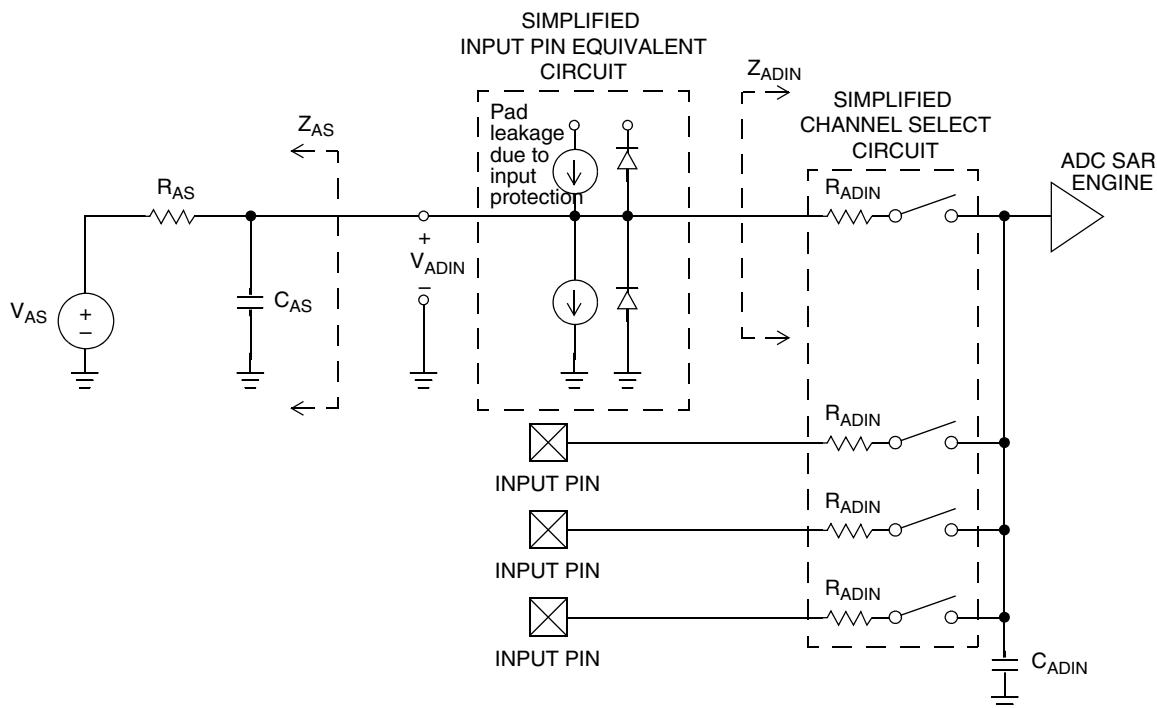 SIMPLIFIED
INPUT PIN EQUIVALENT
CIRCUIT
Z_ADIN
Pad
leakage
due to
input
protection
SIMPLIFIED
CHANNEL SELECT
CIRCUIT
Z_AS
ADC SAR
ENGINE
R_AS
R_ADIN
+
V_ADIN
–
V_AS
+
–
C_AS
R_ADIN
INPUT PIN
R_ADIN
INPUT PIN
R_ADIN
INPUT PIN
C_ADIN